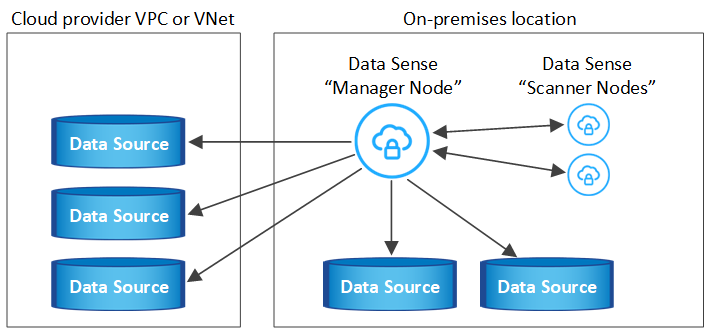 Cloud provider VPC or VNet
On-premises location
Data Sense
“Manager Node”
Data Sense
“Scanner Nodes”
Data Source
Data Source
Data Source
Data Source
Data Source